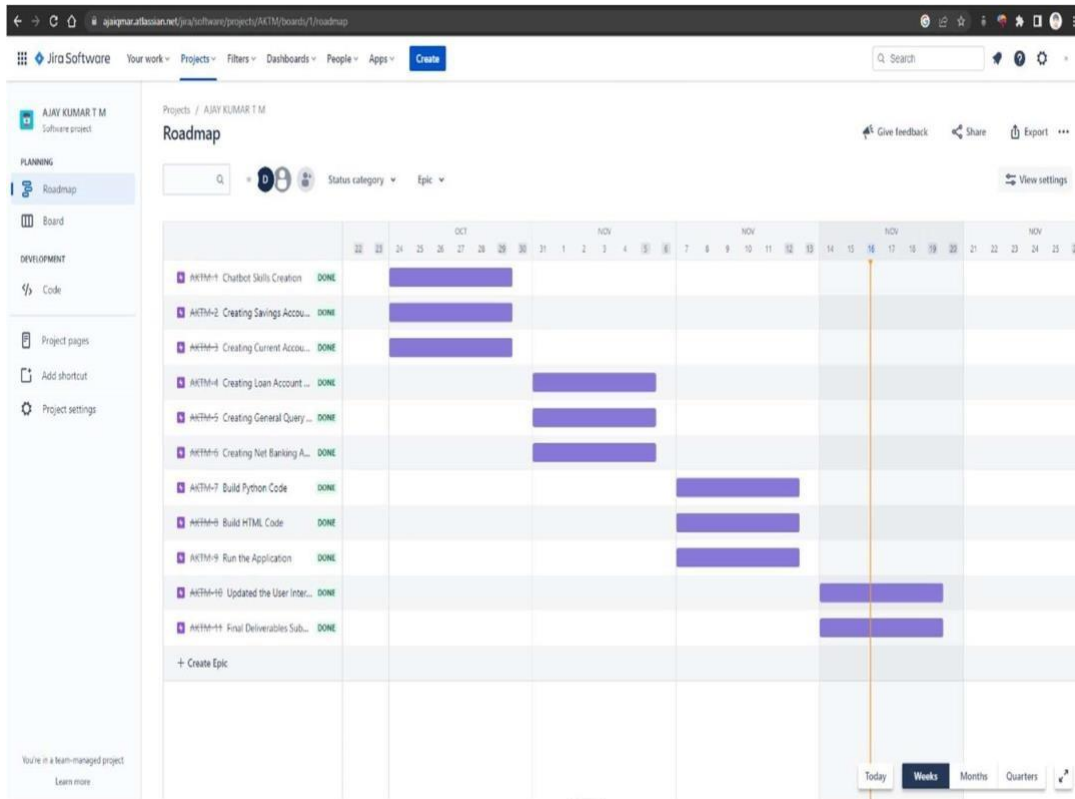 ajaiqmar.atlassian.net/jira/software/projects/AKTM/boards/1/roadmap
Jira Software Your work Projects Filters Dashboards People Apps Create Search
AJAY KUMAR T M
Software project
PLANNING
Roadmap
Board
DEVELOPMENT
Code
Project pages
Add shortcut
Project settings
You're in a team-managed project
Learn more
Projects / AJAY KUMAR T M
Roadmap
Give feedback Share Export
D Status category Epic View settings
OCT NOV NOV NOV NOV
22 23 24 25 26 27 28 29 30 31 1 2 3 4 5 6 7 8 9 10 11 12 13 14 15 16 17 18 19 20 21 22 23 24 25
AKTM-1 Chatbot Skills Creation DONE
AKTM-2 Creating Savings Accou... DONE
AKTM-3 Creating Current Accou... DONE
AKTM-4 Creating Loan Account ... DONE
AKTM-5 Creating General Query ... DONE
AKTM-6 Creating Net Banking A... DONE
AKTM-7 Build Python Code DONE
AKTM-8 Build HTML Code DONE
AKTM-9 Run the Application DONE
AKTM-10 Updated the User Inter... DONE
AKTM-11 Final Deliverables Sub... DONE
+ Create Epic
Today Weeks Months Quarters